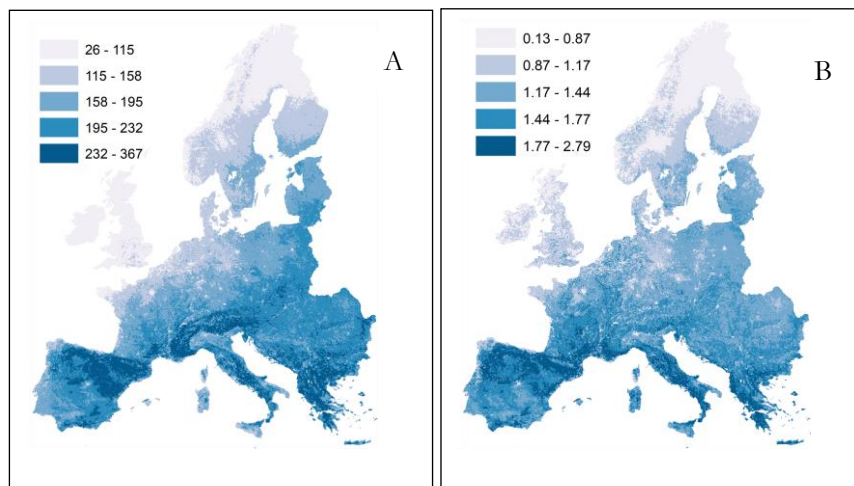 A
26 - 115
115 - 158
158 - 195
195 - 232
232 - 367
B
0.13 - 0.87
0.87 - 1.17
1.17 - 1.44
1.44 - 1.77
1.77 - 2.79